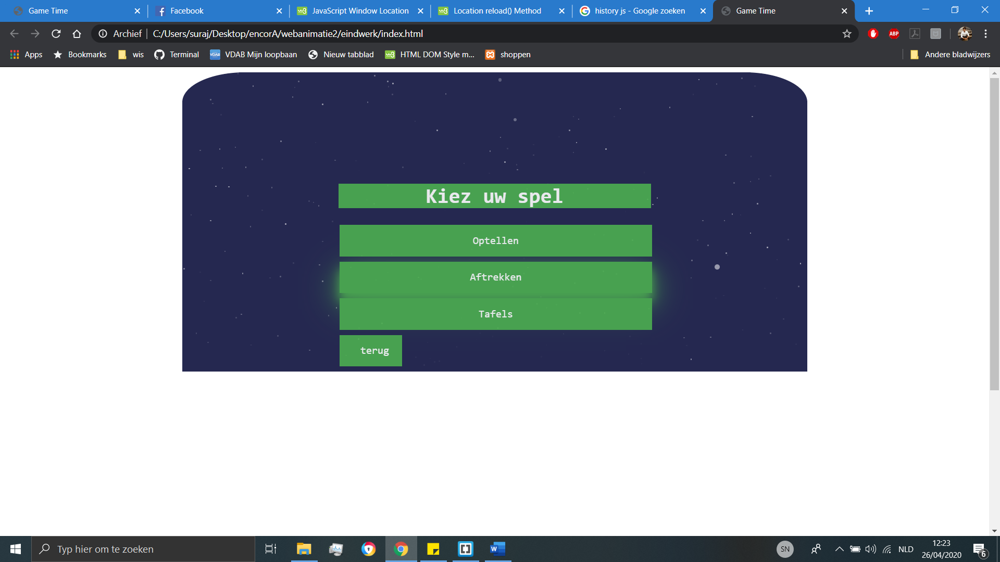 Game Time
Facebook
JavaScript Window Location
Location reload() Method
history js - Google zoeken
Game Time
Archief
C:/Users/suraj/Desktop/encorA/webanimatie2/eindwerk/index.html
ABP
Apps
Bookmarks
wis
Terminal
VDAB Mijn loopbaan
Nieuw tabblad
HTML DOM Style m...
shoppen
Andere bladwijzers
Kiez uw spel
Optellen
Aftrekken
Tafels
terug
Typ hier om te zoeken
SN
NLD
12:23
26/04/2020
6